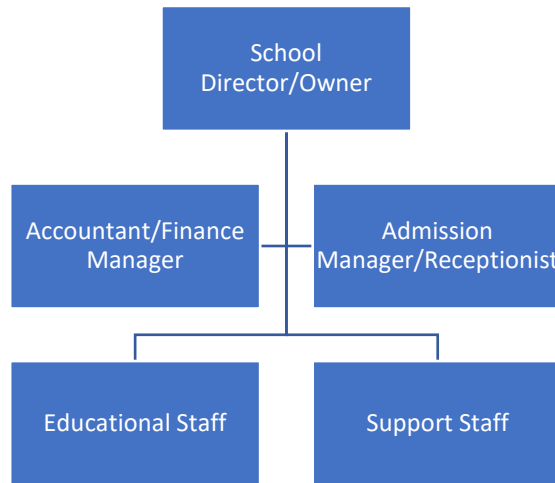 School
Director/Owner
Accountant/Finance
Manager
Admission
Manager/Receptionist
Educational Staff
Support Staff